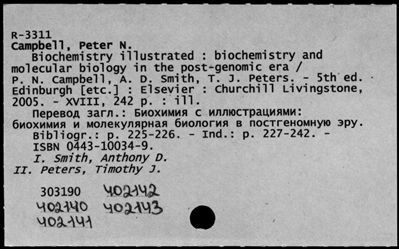 R-3311
Campbell, Peter N.
Biochemistry illustrated : biochemistry and
molecular biology in the post-genomic era /
P. N. Campbell, A. D. Smith, T. J. Peters. - 5th ed. -
Edinburgh [etc.] : Elsevier : Churchill Livingstone,
2005. - XVIII, 242 p. : ill.
Перевод загл.: Биохимия с иллюстрациями:
биохимия и молекулярная биология в постгеномную эру.
Bibliogr.: p. 225-226. - Ind.: p. 227-242. -
ISBN 0443-10034-9.
I. Smith, Anthony D.
II. Peters, Timothy J.
303190 402142
402140 402143
402141